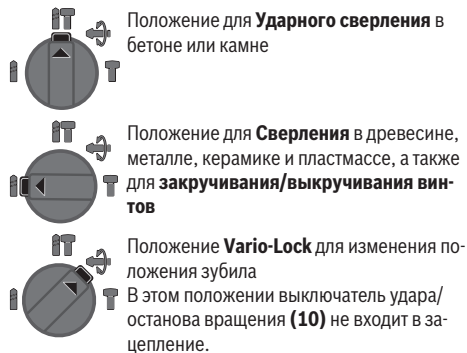 Положение для Ударного сверления в
бетоне или камне
Положение для Сверления в древесине,
металле, керамике и пластмассе, а также
для закручивания/выкручивания вин-
тов
Положение Vario-Lock для изменения по-
ложения зубила
В этом положении выключатель удара/
останова вращения (10) не входит в за-
цепление.